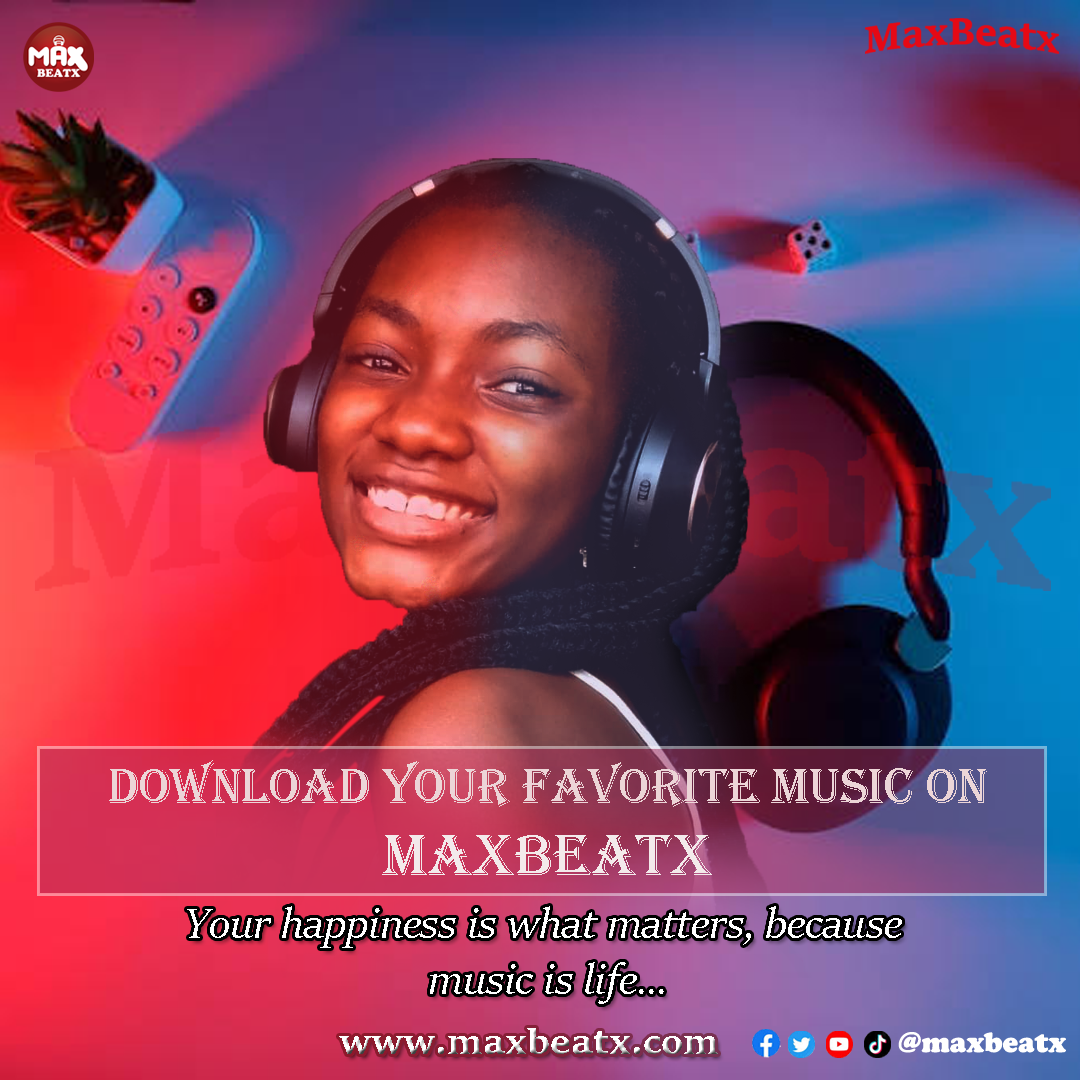 MAX
BEATX
MaxBeatx
MaxBeatx
DOWNLOAD YOUR FAVORITE MUSIC ON
MAXBEATX
Your happiness is what matters, because
music is life...
www.maxbeatx.com @maxbeatx